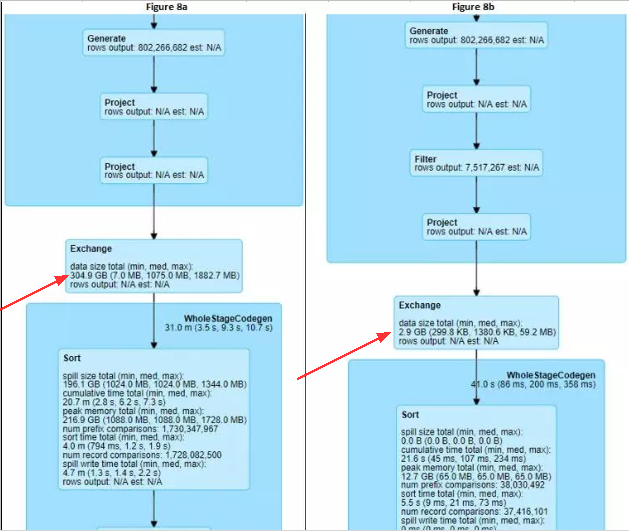 Figure 8a
Generate
rows output: 802,266,682 est: N/A
Project
rows output: N/A est: N/A
Project
rows output: N/A est: N/A
Exchange
data size total (min, med, max):
304.9 GB (7.0 MB, 1075.0 MB, 1882.7 MB)
rows output: N/A est: N/A
WholeStageCodegen
31.0 m (3.5 s, 9.3 s, 10.7 s)
Sort
spill size total (min, med, max):
196.1 GB (1024.0 MB, 1024.0 MB, 1344.0 MB)
cumulative time total (min, med, max):
20.7 m (2.8 s, 6.2 s, 7.3 s)
peak memory total (min, med, max):
216.9 GB (1088.0 MB, 1088.0 MB, 1728.0 MB)
num prefix comparisons: 1,730,347,967
sort time total (min, med, max):
4.0 m (794 ms, 1.2 s, 1.9 s)
num record comparisons: 1,728,082,500
spill write time total (min, med, max):
4.7 m (1.3 s, 1.4 s, 2.2 s)
rows output: N/A est: N/A
Figure 8b
Generate
rows output: 802,266,682 est: N/A
Project
rows output: N/A est: N/A
Filter
rows output: 7,517,267 est: N/A
Project
rows output: N/A est: N/A
Exchange
data size total (min, med, max):
2.9 GB (299.8 KB, 1380.6 KB, 59.2 MB)
rows output: N/A est: N/A
WholeStageCodegen
41.0 s (86 ms, 200 ms, 358 ms)
Sort
spill size total (min, med, max):
0.0 B (0.0 B, 0.0 B, 0.0 B)
cumulative time total (min, med, max):
21.6 s (45 ms, 107 ms, 234 ms)
peak memory total (min, med, max):
12.7 GB (65.0 MB, 65.0 MB, 65.0 MB)
num prefix comparisons: 38,030,492
sort time total (min, med, max):
5.5 s (9 ms, 21 ms, 73 ms)
num record comparisons: 37,416,101
spill write time total (min, med, max):
0 ms (0 ms, 0 ms, 0 ms)